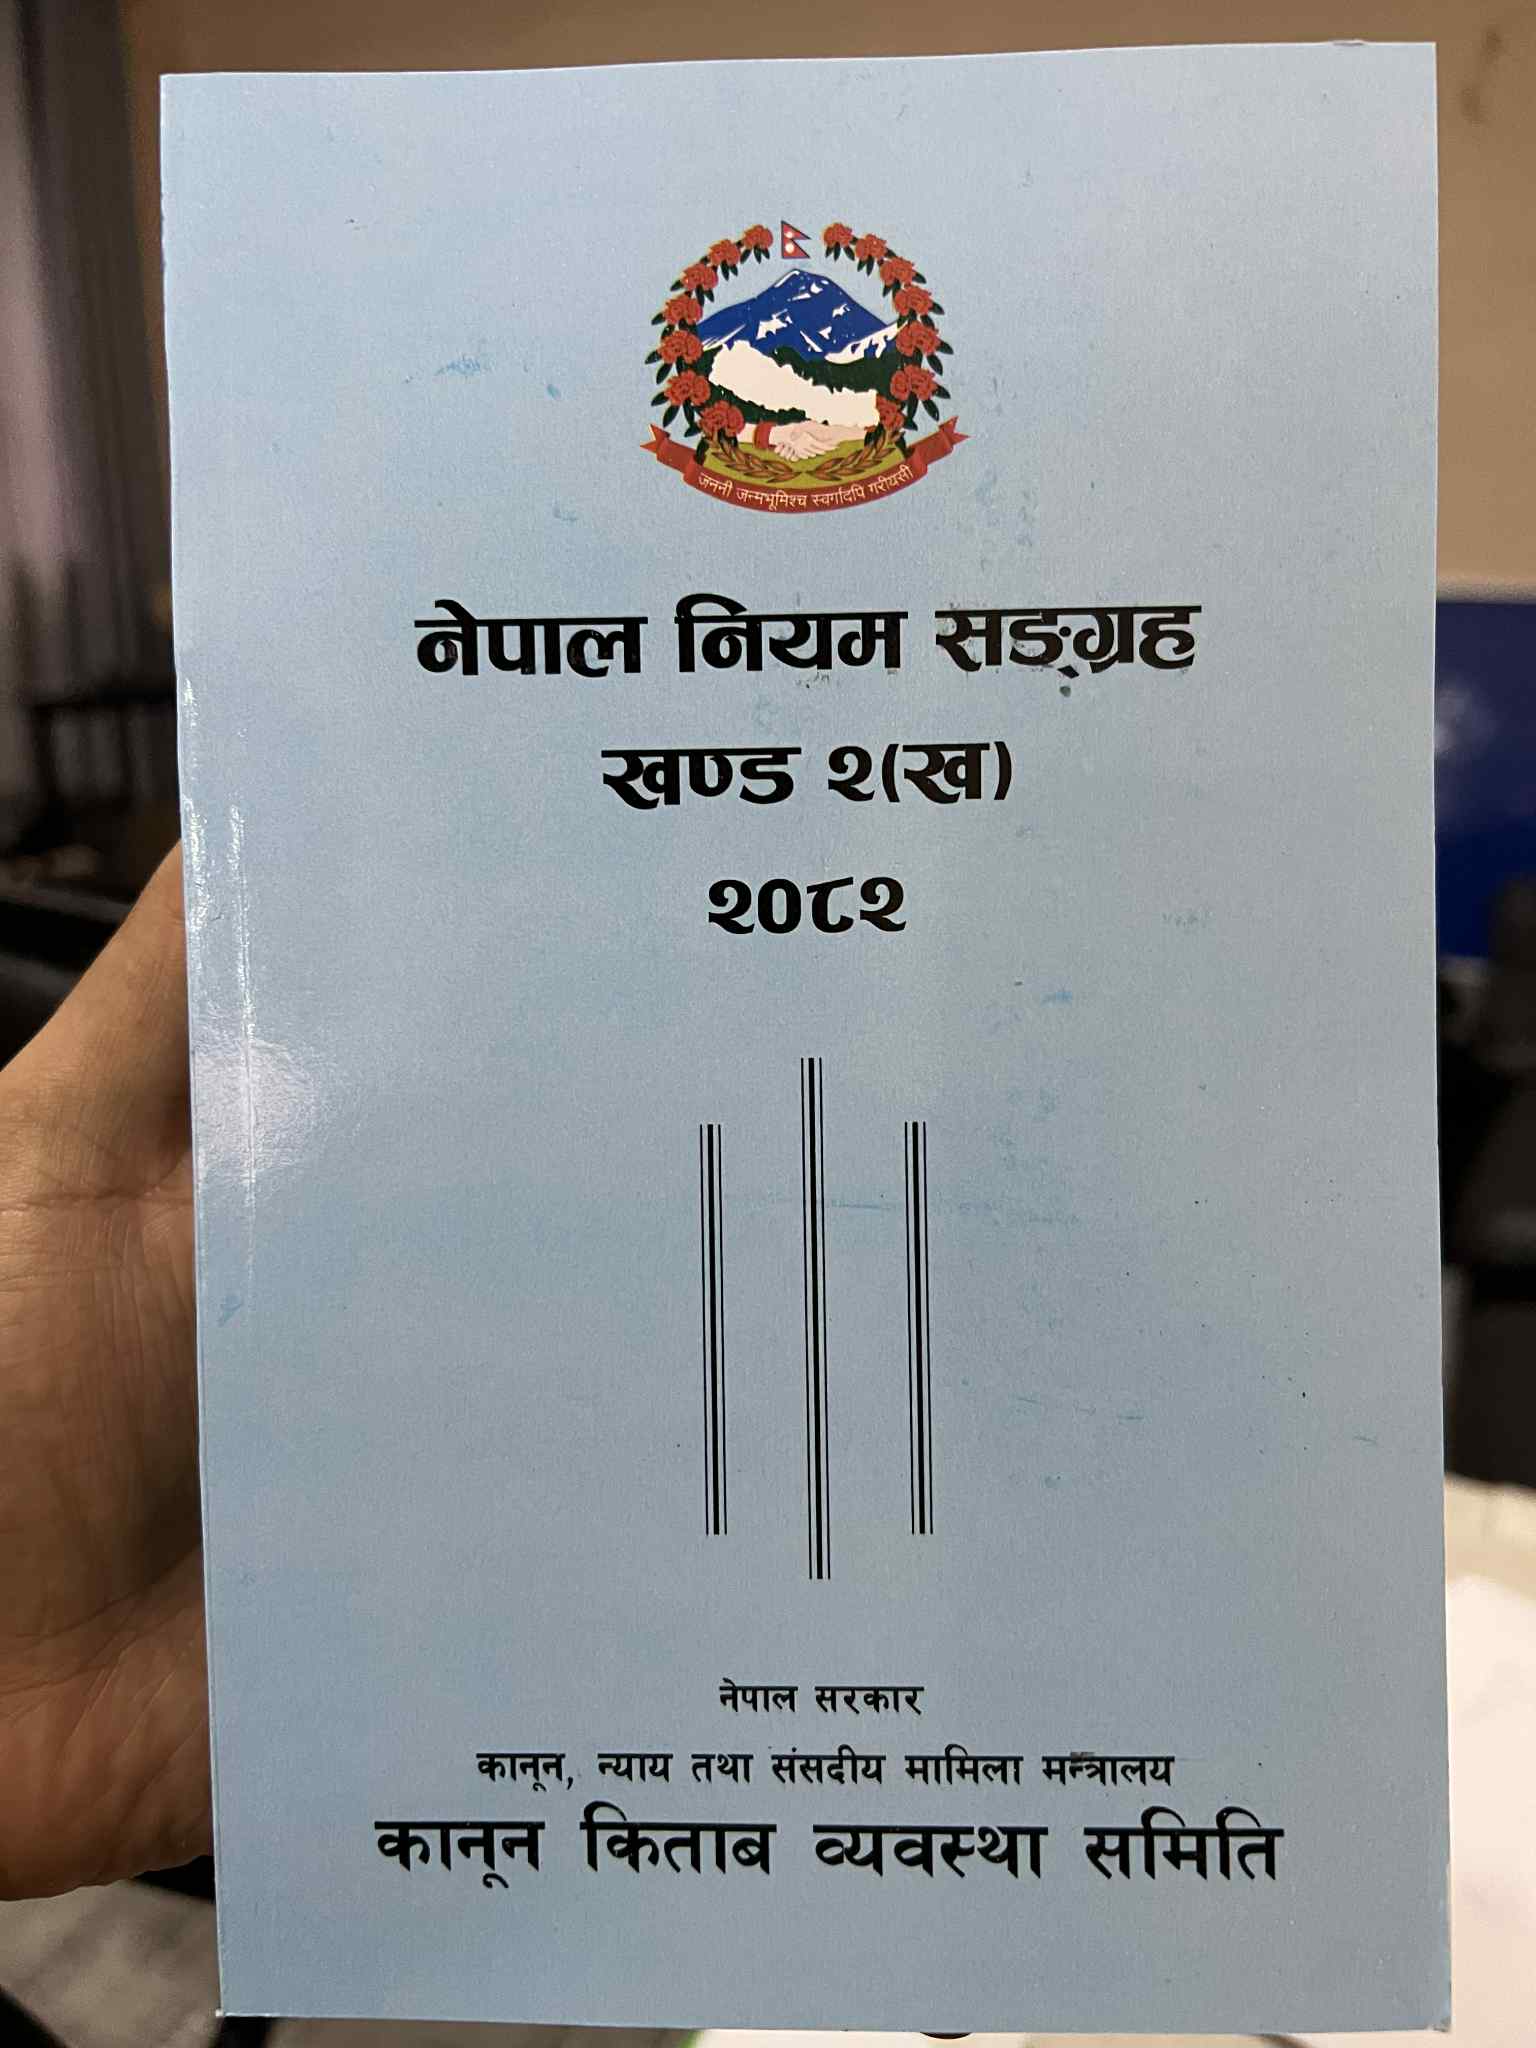 जननी जन्मभूमिश्च स्वर्गादपि गरीयसी
नेपाल नियम सङ्ग्रह
खण्ड २(ख)
२०८२
नेपाल सरकार
कानून, न्याय तथा संसदीय मामिला मन्त्रालय
कानून किताब व्यवस्था समिति